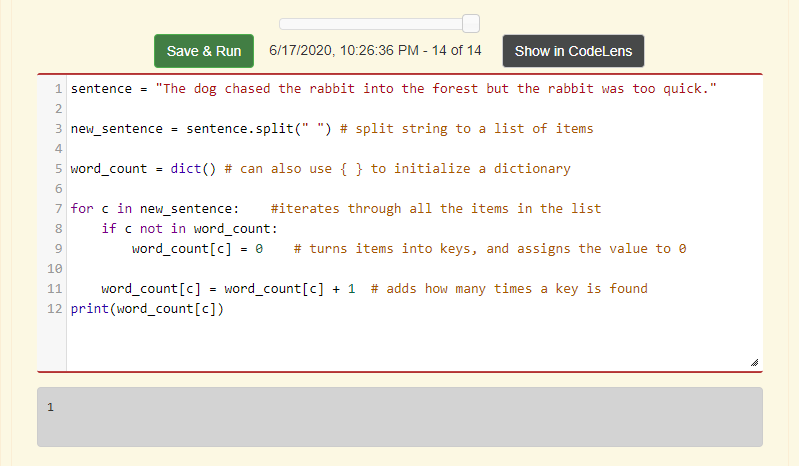 Save & Run 6/17/2020, 10:26:36 PM - 14 of 14 Show in CodeLens
1 sentence = "The dog chased the rabbit into the forest but the rabbit was too quick."
2
3 new_sentence = sentence.split(" ") # split string to a list of items
4
5 word_count = dict() # can also use { } to initialize a dictionary
6
7 for c in new_sentence:    #iterates through all the items in the list
8     if c not in word_count:
9         word_count[c] = 0    # turns items into keys, and assigns the value to 0
10
11     word_count[c] = word_count[c] + 1  # adds how many times a key is found
12 print(word_count[c])
1